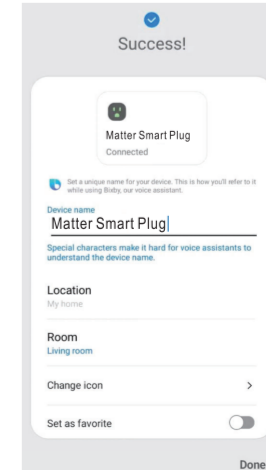 Success!
Matter Smart Plug
Connected
Set a unique name for your device. This is how you'll refer to it
while using Bixby, our voice assistant.
Device name
Matter Smart Plug
Special characters make it hard for voice assistants to
understand the device name.
Location
My home
Room
Living room
Change icon
Set as favorite
Done